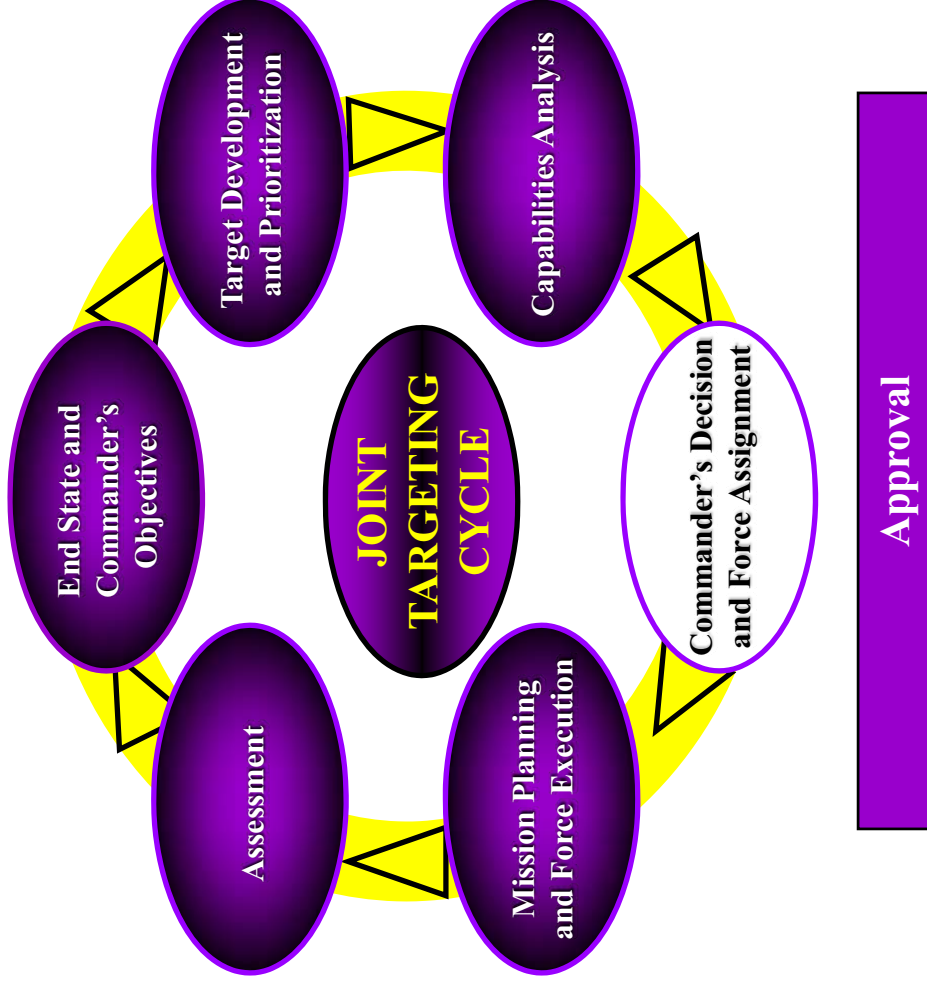 End State and
Commander’s
Objectives
Target Development
and Prioritization
Capabilities Analysis
Commander’s Decision
and Force Assignment
Mission Planning
and Force Execution
Assessment
JOINT
TARGETING
CYCLE
Approval